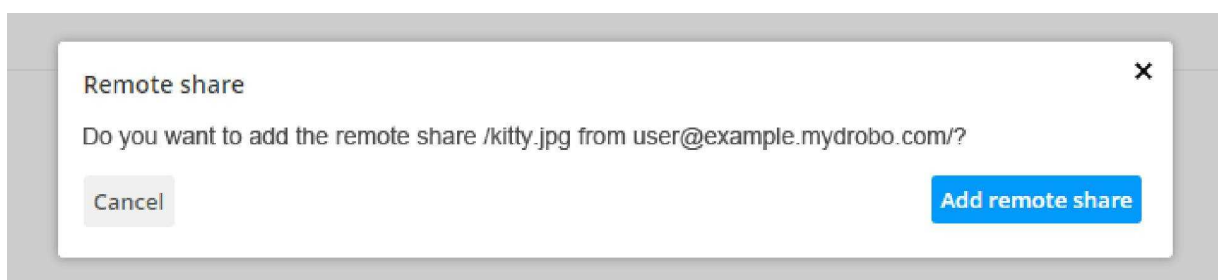 Remote share
Do you want to add the remote share /kitty.jpg from user@example.mydrobo.com/?
Cancel
Add remote share